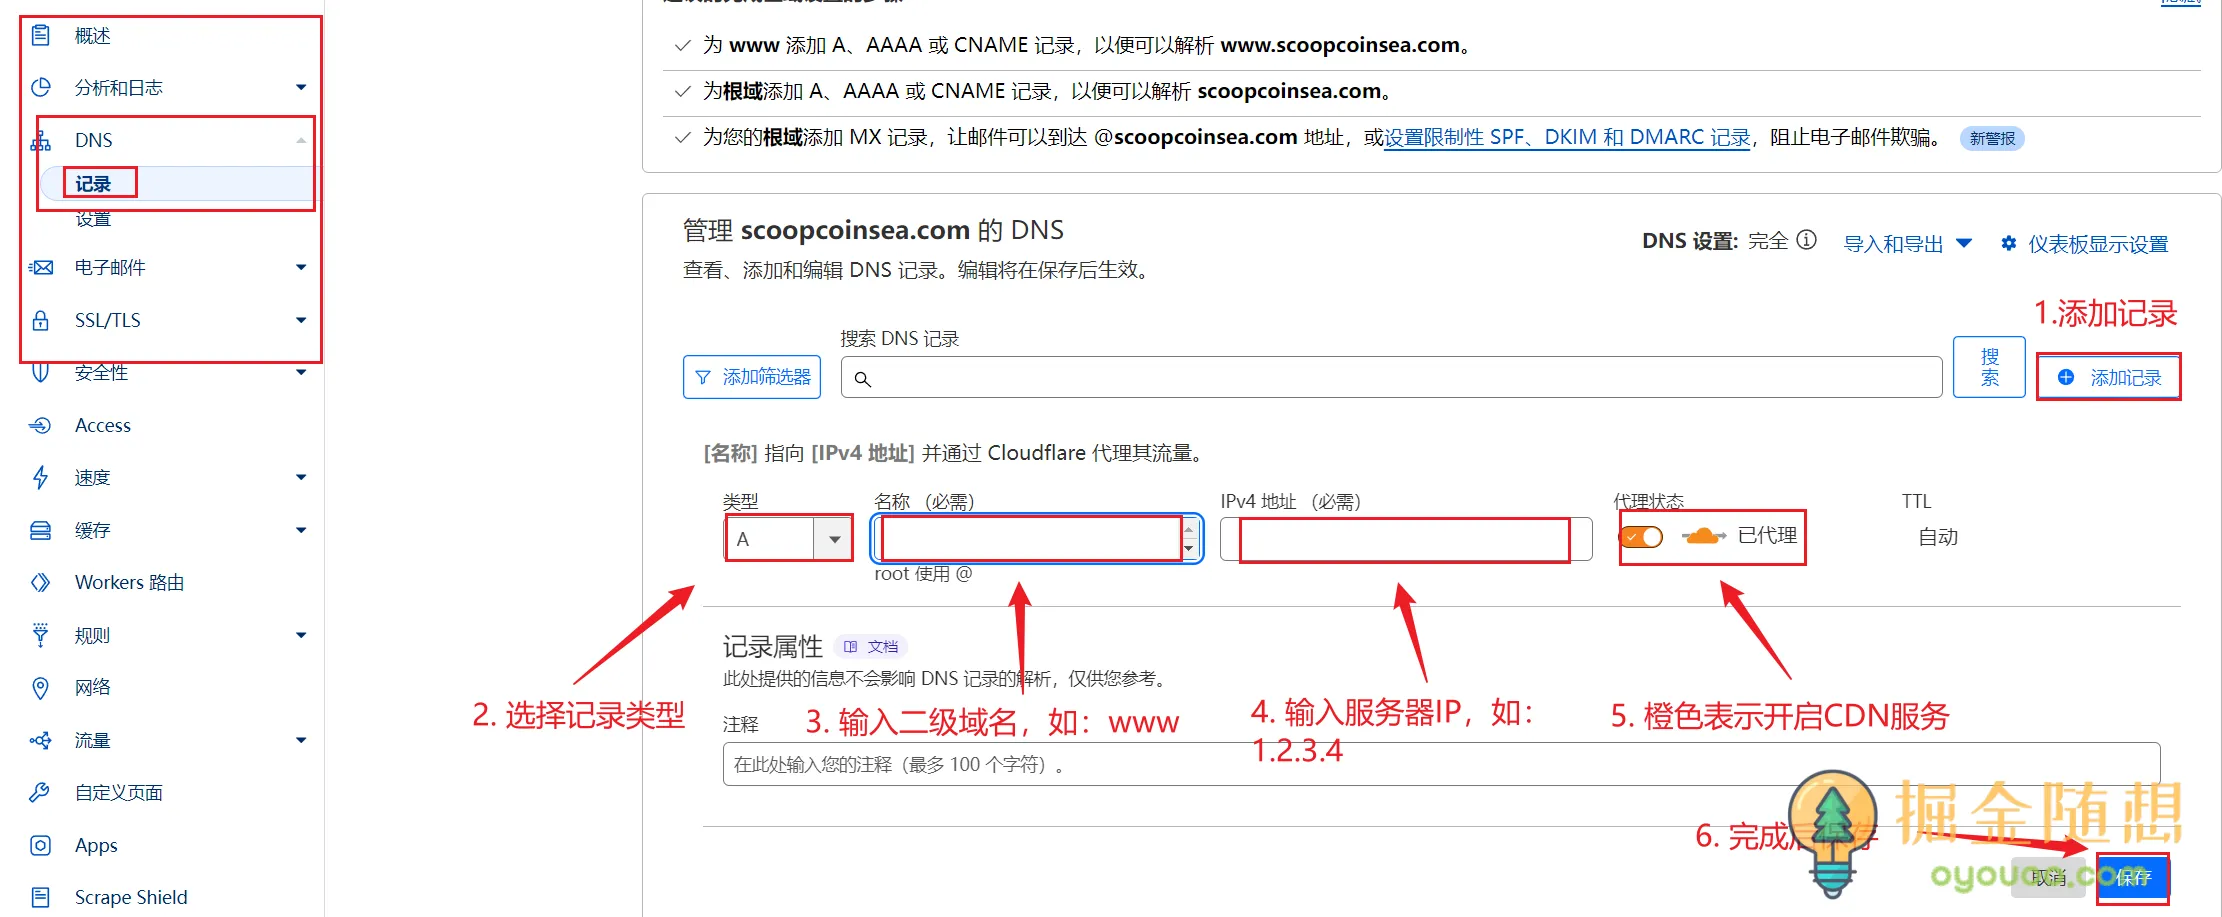 概述
分析和日志
DNS
记录
设置
电子邮件
SSL/TLS
安全性
Access
速度
缓存
Workers 路由
规则
网络
流量
自定义页面
Apps
Scrape Shield
为 www 添加 A、AAAA 或 CNAME 记录，以便可以解析 www.scoopcoinsea.com。
为根域添加 A、AAAA 或 CNAME 记录，以便可以解析 scoopcoinsea.com。
为您的根域添加 MX 记录，让邮件可以到达 @scoopcoinsea.com 地址，或设置限制性 SPF、DKIM 和 DMARC 记录，阻止电子邮件欺骗。 新警报
管理 scoopcoinsea.com 的 DNS
DNS 设置: 完全 导入和导出 仪表板显示设置
查看、添加和编辑 DNS 记录。编辑将在保存后生效。
1.添加记录
搜索 DNS 记录
添加筛选器
搜索
添加记录
[名称] 指向 [IPv4 地址] 并通过 Cloudflare 代理其流量。
类型 名称 （必需） IPv4 地址 （必需） 代理状态 TTL
A 已代理 自动
root 使用 @
记录属性 文档
此处提供的信息不会影响 DNS 记录的解析，仅供您参考。
2. 选择记录类型
3. 输入二级域名，如：www
4. 输入服务器IP，如：
1.2.3.4
5. 橙色表示开启CDN服务
注释
在此处输入您的注释（最多 100 个字符）。
6. 完成后保存
掘金随想
oyouoo.com
取消 保存